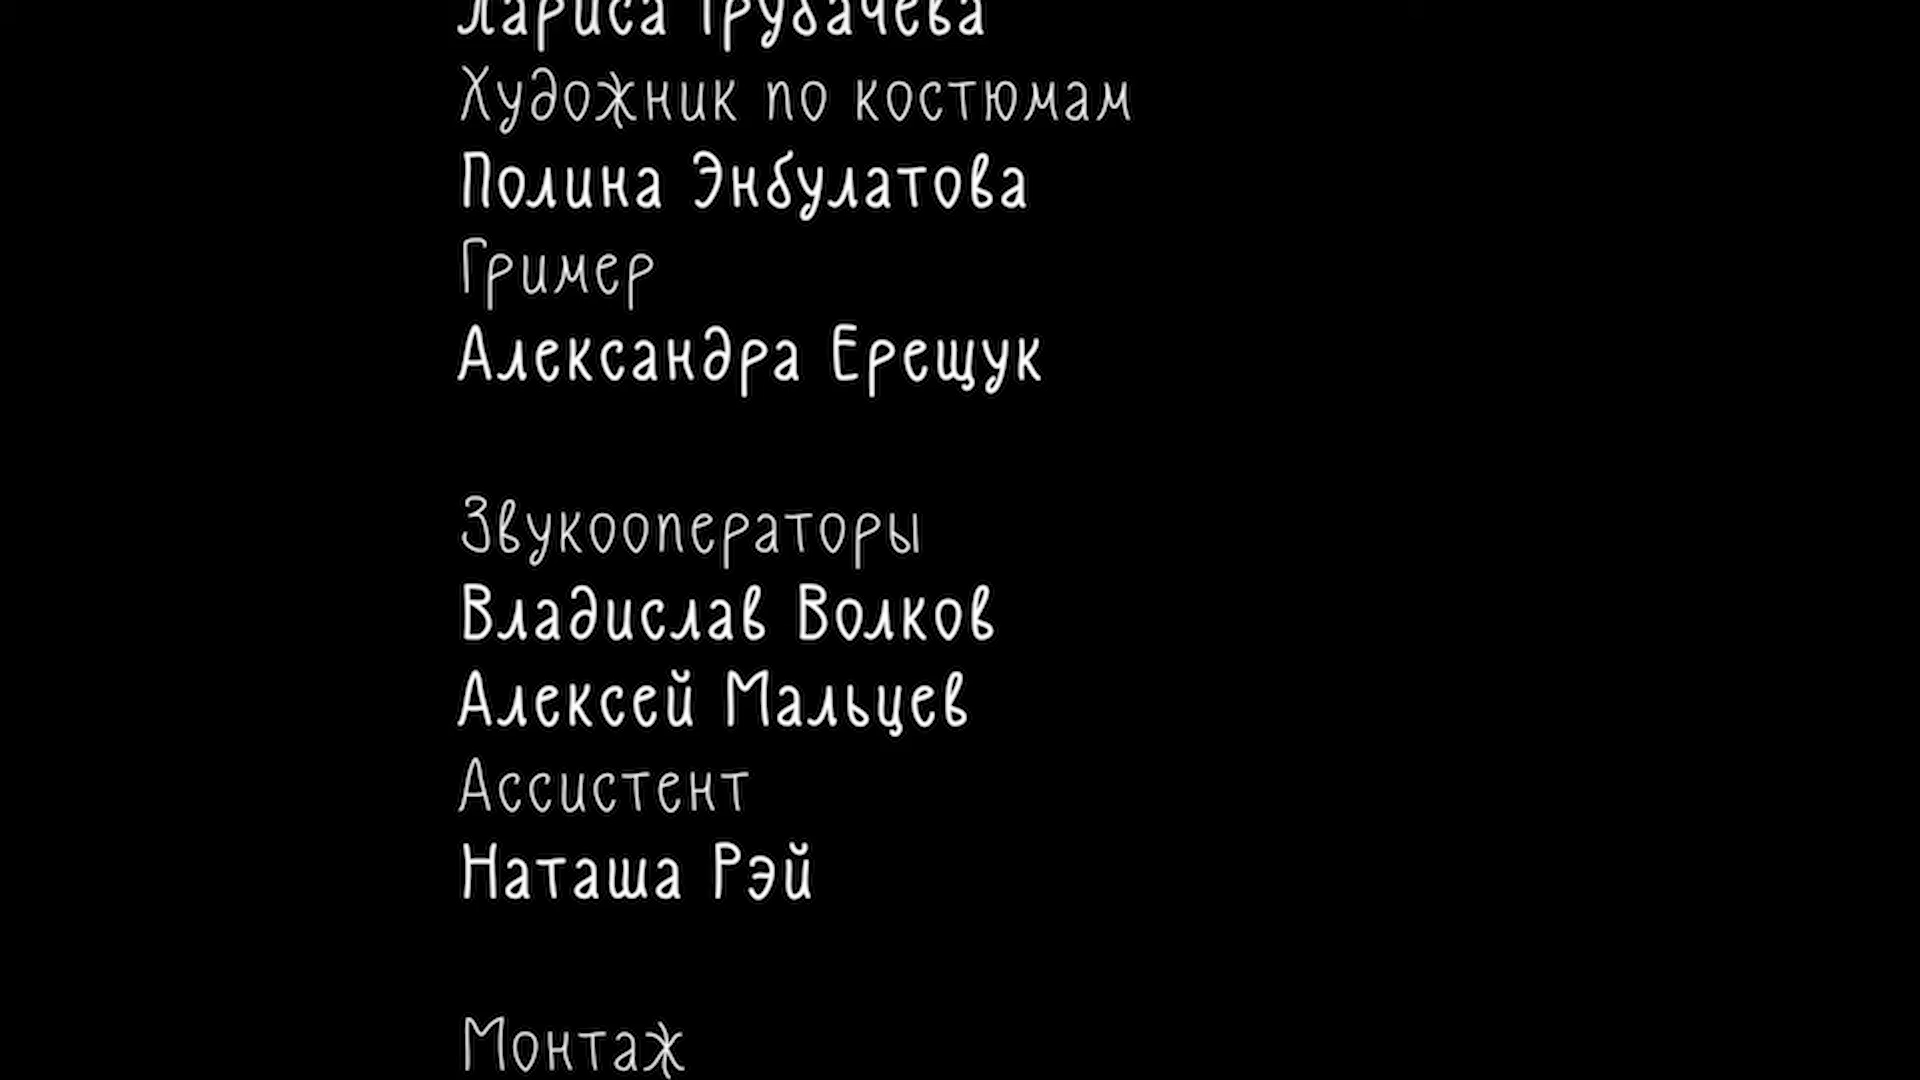 Лариса Трубачева
Художник по костюмам
Полина Энбулатова
Гример
Александра Ерещук
Звукооператоры
Владислав Волков
Алексей Мальцев
Ассистент
Наташа Рэй
Монтаж